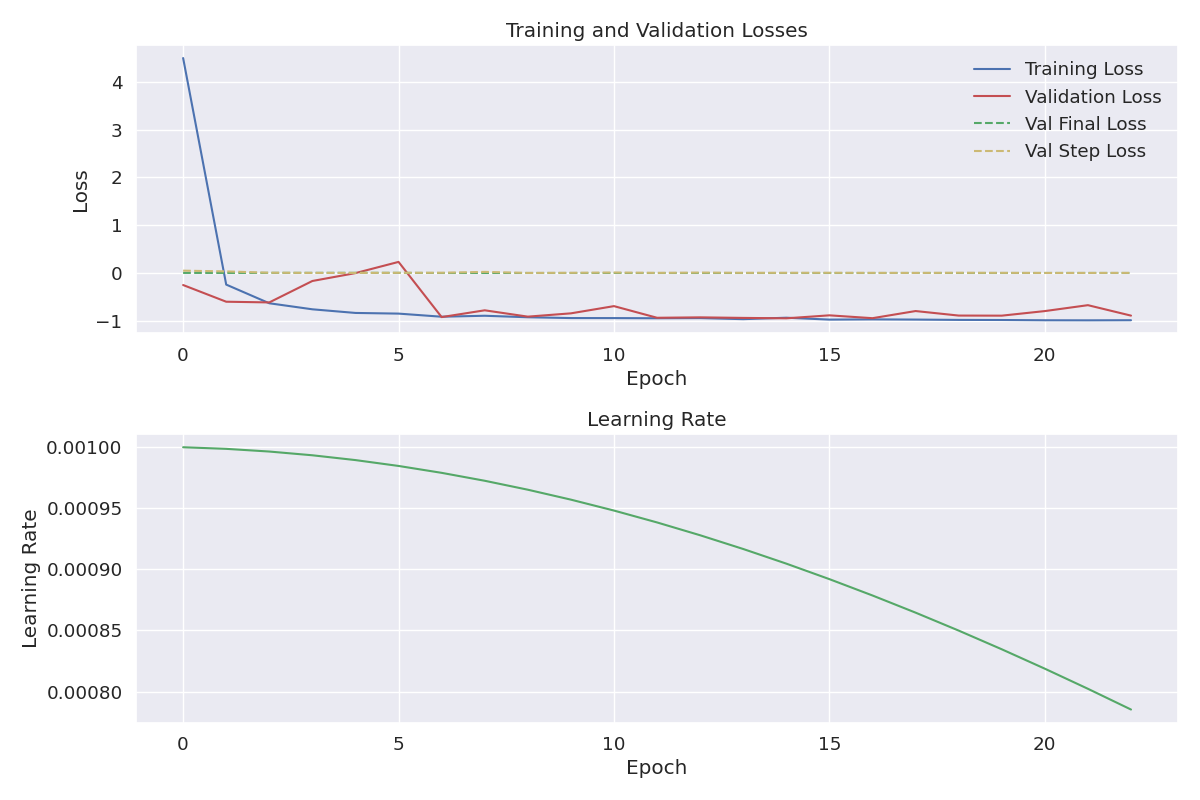 Training and Validation Losses
Loss
4
3
2
1
0
−1
Training Loss
Validation Loss
Val Final Loss
Val Step Loss
0 5 10 15 20
Epoch
Learning Rate
Learning Rate
0.00100
0.00095
0.00090
0.00085
0.00080
0 5 10 15 20
Epoch